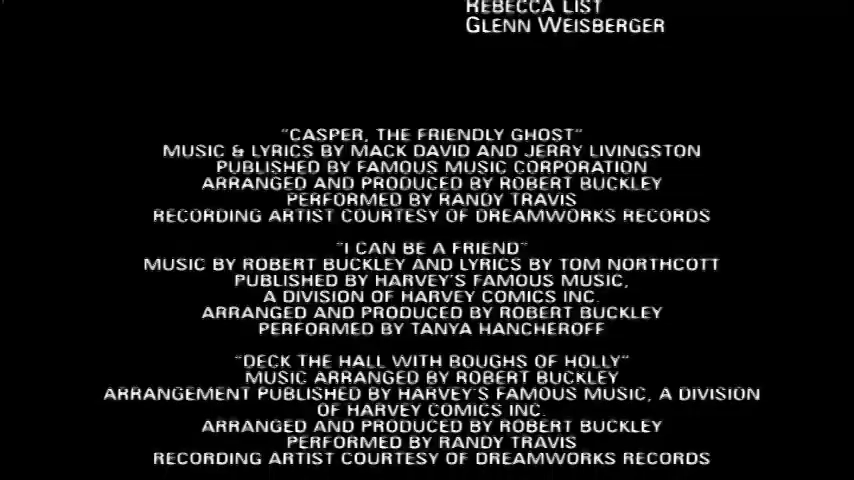 REBECCA LIST
GLENN WEISBERGER
"CASPER, THE FRIENDLY GHOST"
MUSIC & LYRICS BY MACK DAVID AND JERRY LIVINGSTON
PUBLISHED BY FAMOUS MUSIC CORPORATION
ARRANGED AND PRODUCED BY ROBERT BUCKLEY
PERFORMED BY RANDY TRAVIS
RECORDING ARTIST COURTESY OF DREAMWORKS RECORDS
"I CAN BE A FRIEND"
MUSIC BY ROBERT BUCKLEY AND LYRICS BY TOM NORTHCOTT
PUBLISHED BY HARVEY'S FAMOUS MUSIC,
A DIVISION OF HARVEY COMICS INC.
ARRANGED AND PRODUCED BY ROBERT BUCKLEY
PERFORMED BY TANYA HANCHEROFF
"DECK THE HALL WITH BOUGHS OF HOLLY"
MUSIC ARRANGED BY ROBERT BUCKLEY
ARRANGEMENT PUBLISHED BY HARVEY'S FAMOUS MUSIC, A DIVISION
OF HARVEY COMICS INC.
ARRANGED AND PRODUCED BY ROBERT BUCKLEY
PERFORMED BY RANDY TRAVIS
RECORDING ARTIST COURTESY OF DREAMWORKS RECORDS